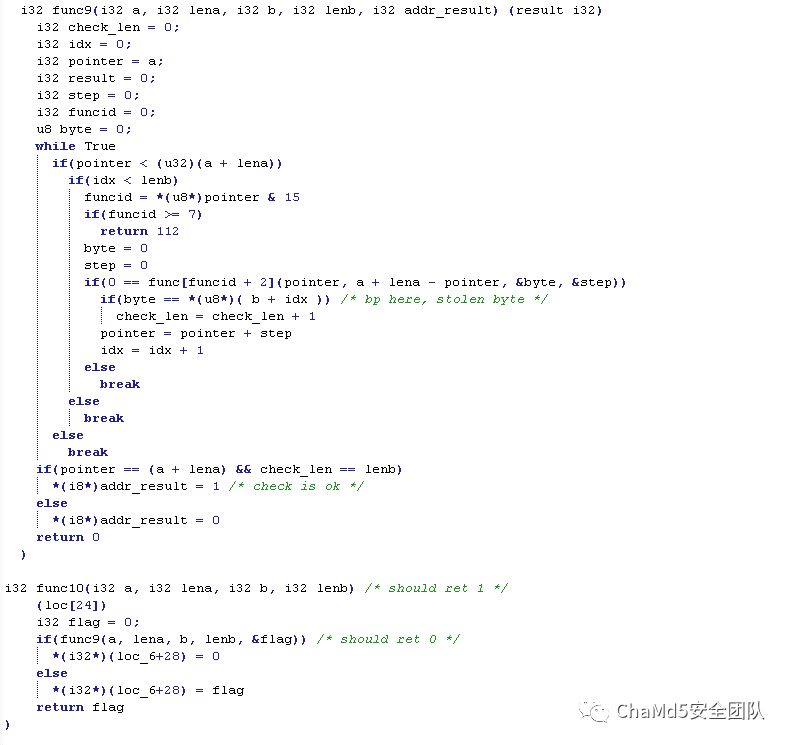 i32 func9(i32 a, i32 lena, i32 b, i32 lenb, i32 addr_result) (result i32)
i32 check_len = 0;
i32 idx = 0;
i32 pointer = a;
i32 result = 0;
i32 step = 0;
i32 funcid = 0;
u8 byte = 0;
while True
if(pointer < (u32)(a + lena))
if(idx < lenb)
funcid = *(u8*)pointer & 15
if(funcid >= 7)
return 112
byte = 0
step = 0
if(0 == func[funcid + 2](pointer, a + lena - pointer, &byte, &step))
if(byte == *(u8*)( b + idx )) /* bp here, stolen byte */
check_len = check_len + 1
pointer = pointer + step
idx = idx + 1
else
break
else
break
else
break
if(pointer == (a + lena) && check_len == lenb)
*(i8*)addr_result = 1 /* check is ok */
else
*(i8*)addr_result = 0
return 0
)
i32 func10(i32 a, i32 lena, i32 b, i32 lenb) /* should ret 1 */
(loc[24])
i32 flag = 0;
if(func9(a, lena, b, lenb, &flag)) /* should ret 0 */
*(i32*)(loc_6+28) = 0
else
*(i32*)(loc_6+28) = flag
return flag
)
ChaMd5安全团队